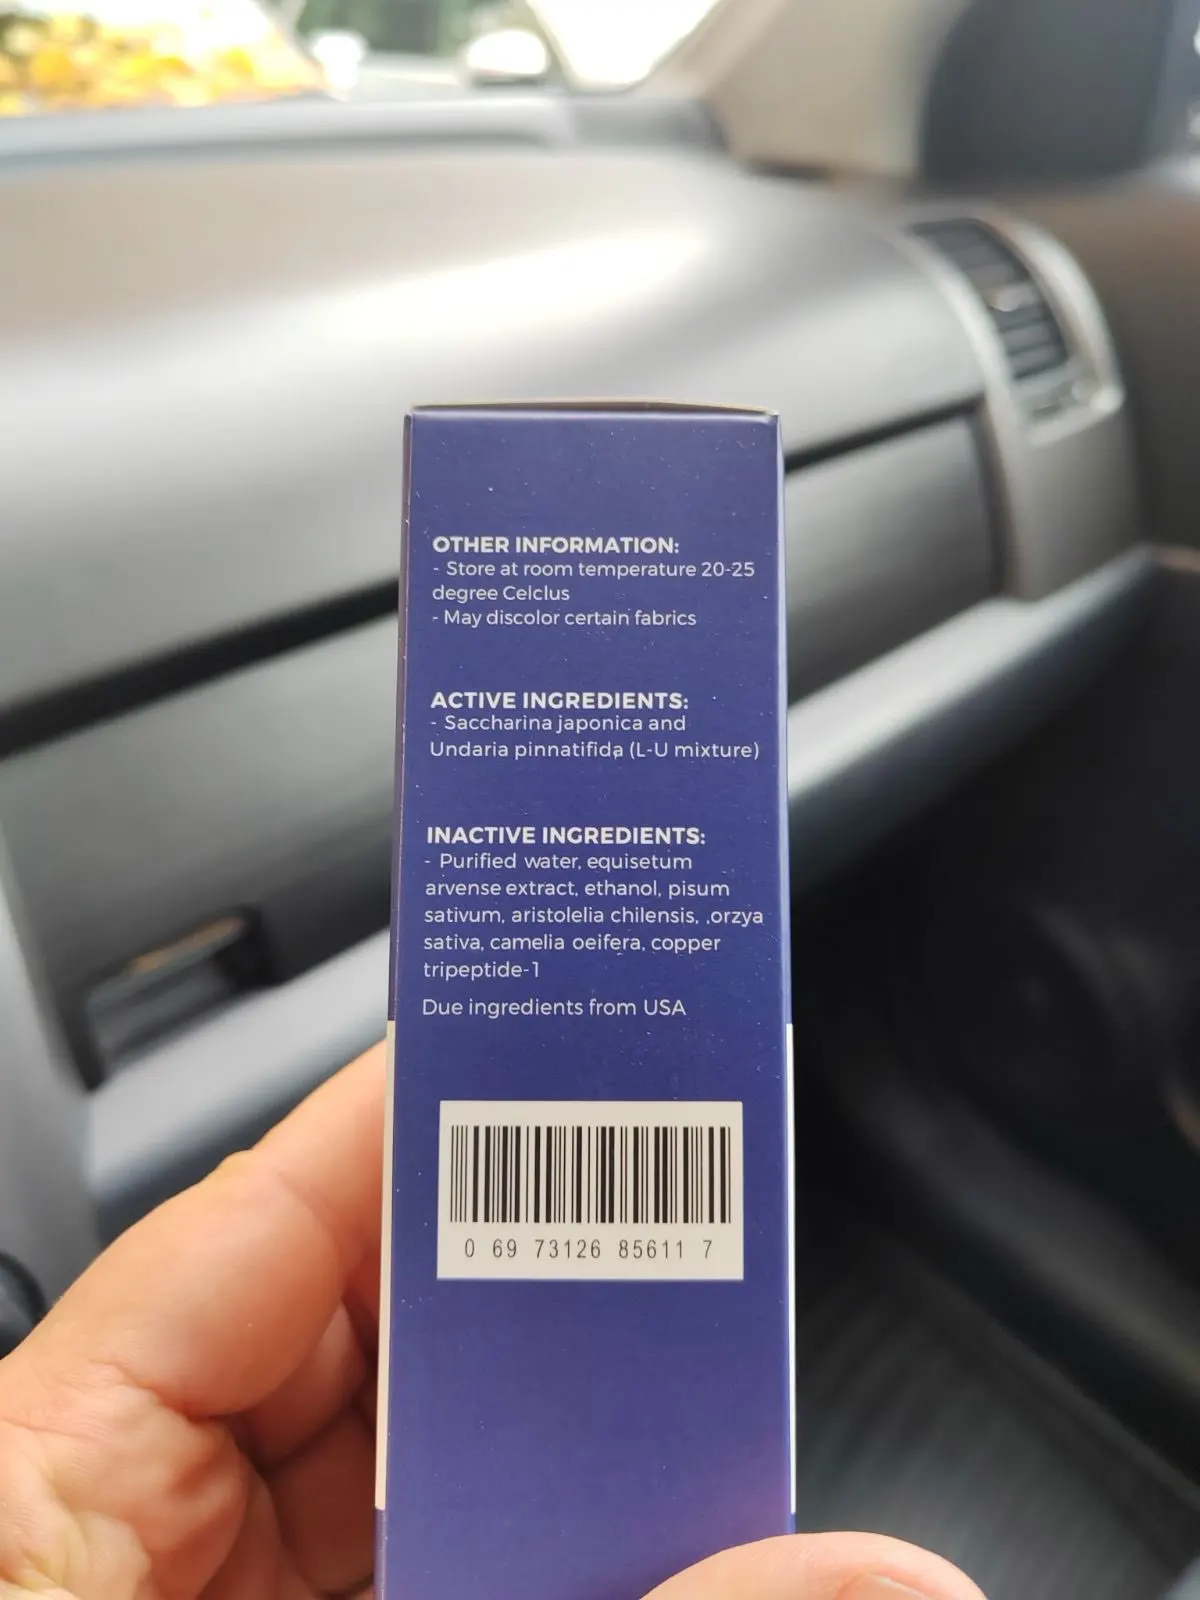 OTHER INFORMATION:
- Store at room temperature 20-25
degree Celclus
- May discolor certain fabrics
ACTIVE INGREDIENTS:
- Saccharina japonica and
Undaria pinnatifida (L-U mixture)
INACTIVE INGREDIENTS:
- Purified water, equisetum
arvense extract, ethanol, pisum
sativum, aristolelia chilensis, .orzya
sativa, camelia oeifera, copper
tripeptide-1
Due ingredients from USA
0 69 73126 85611 7